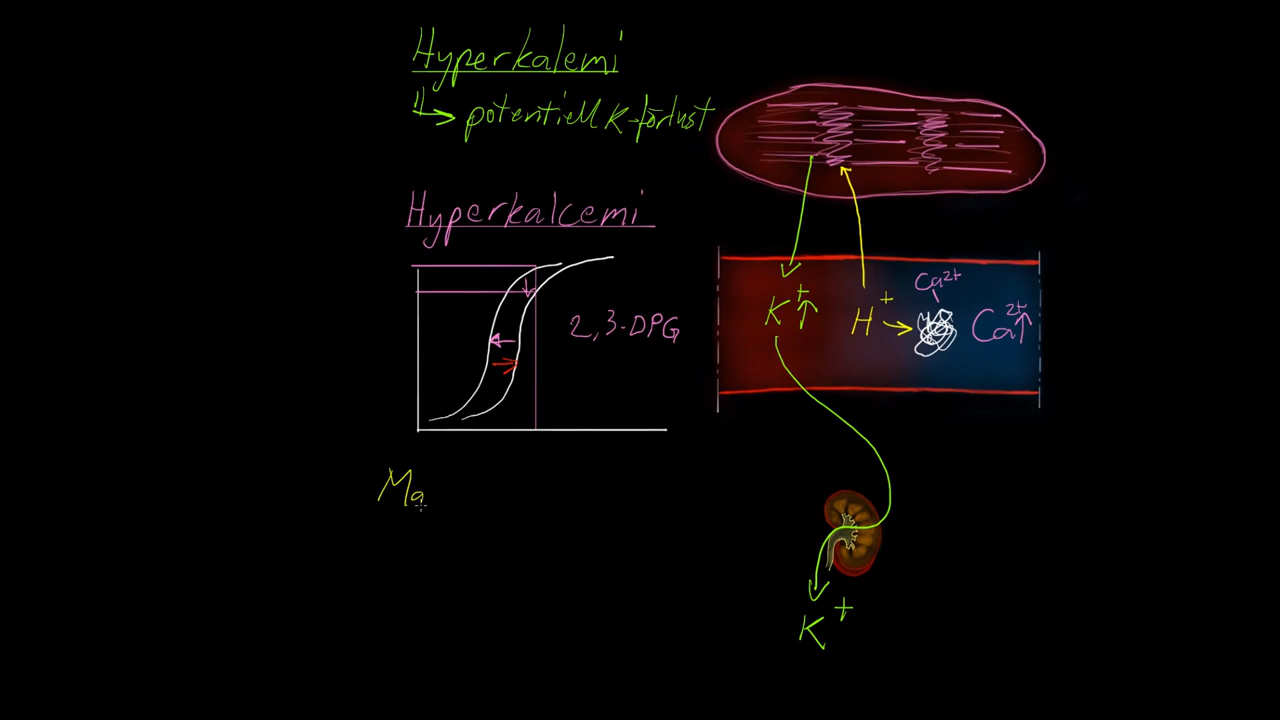 Hyperkalemi
↳ potentiell K-förlust
Hyperkalcemi
2,3-DPG
K+↑
H+ →
Ca2+
Ca2+↑
Ma
K+